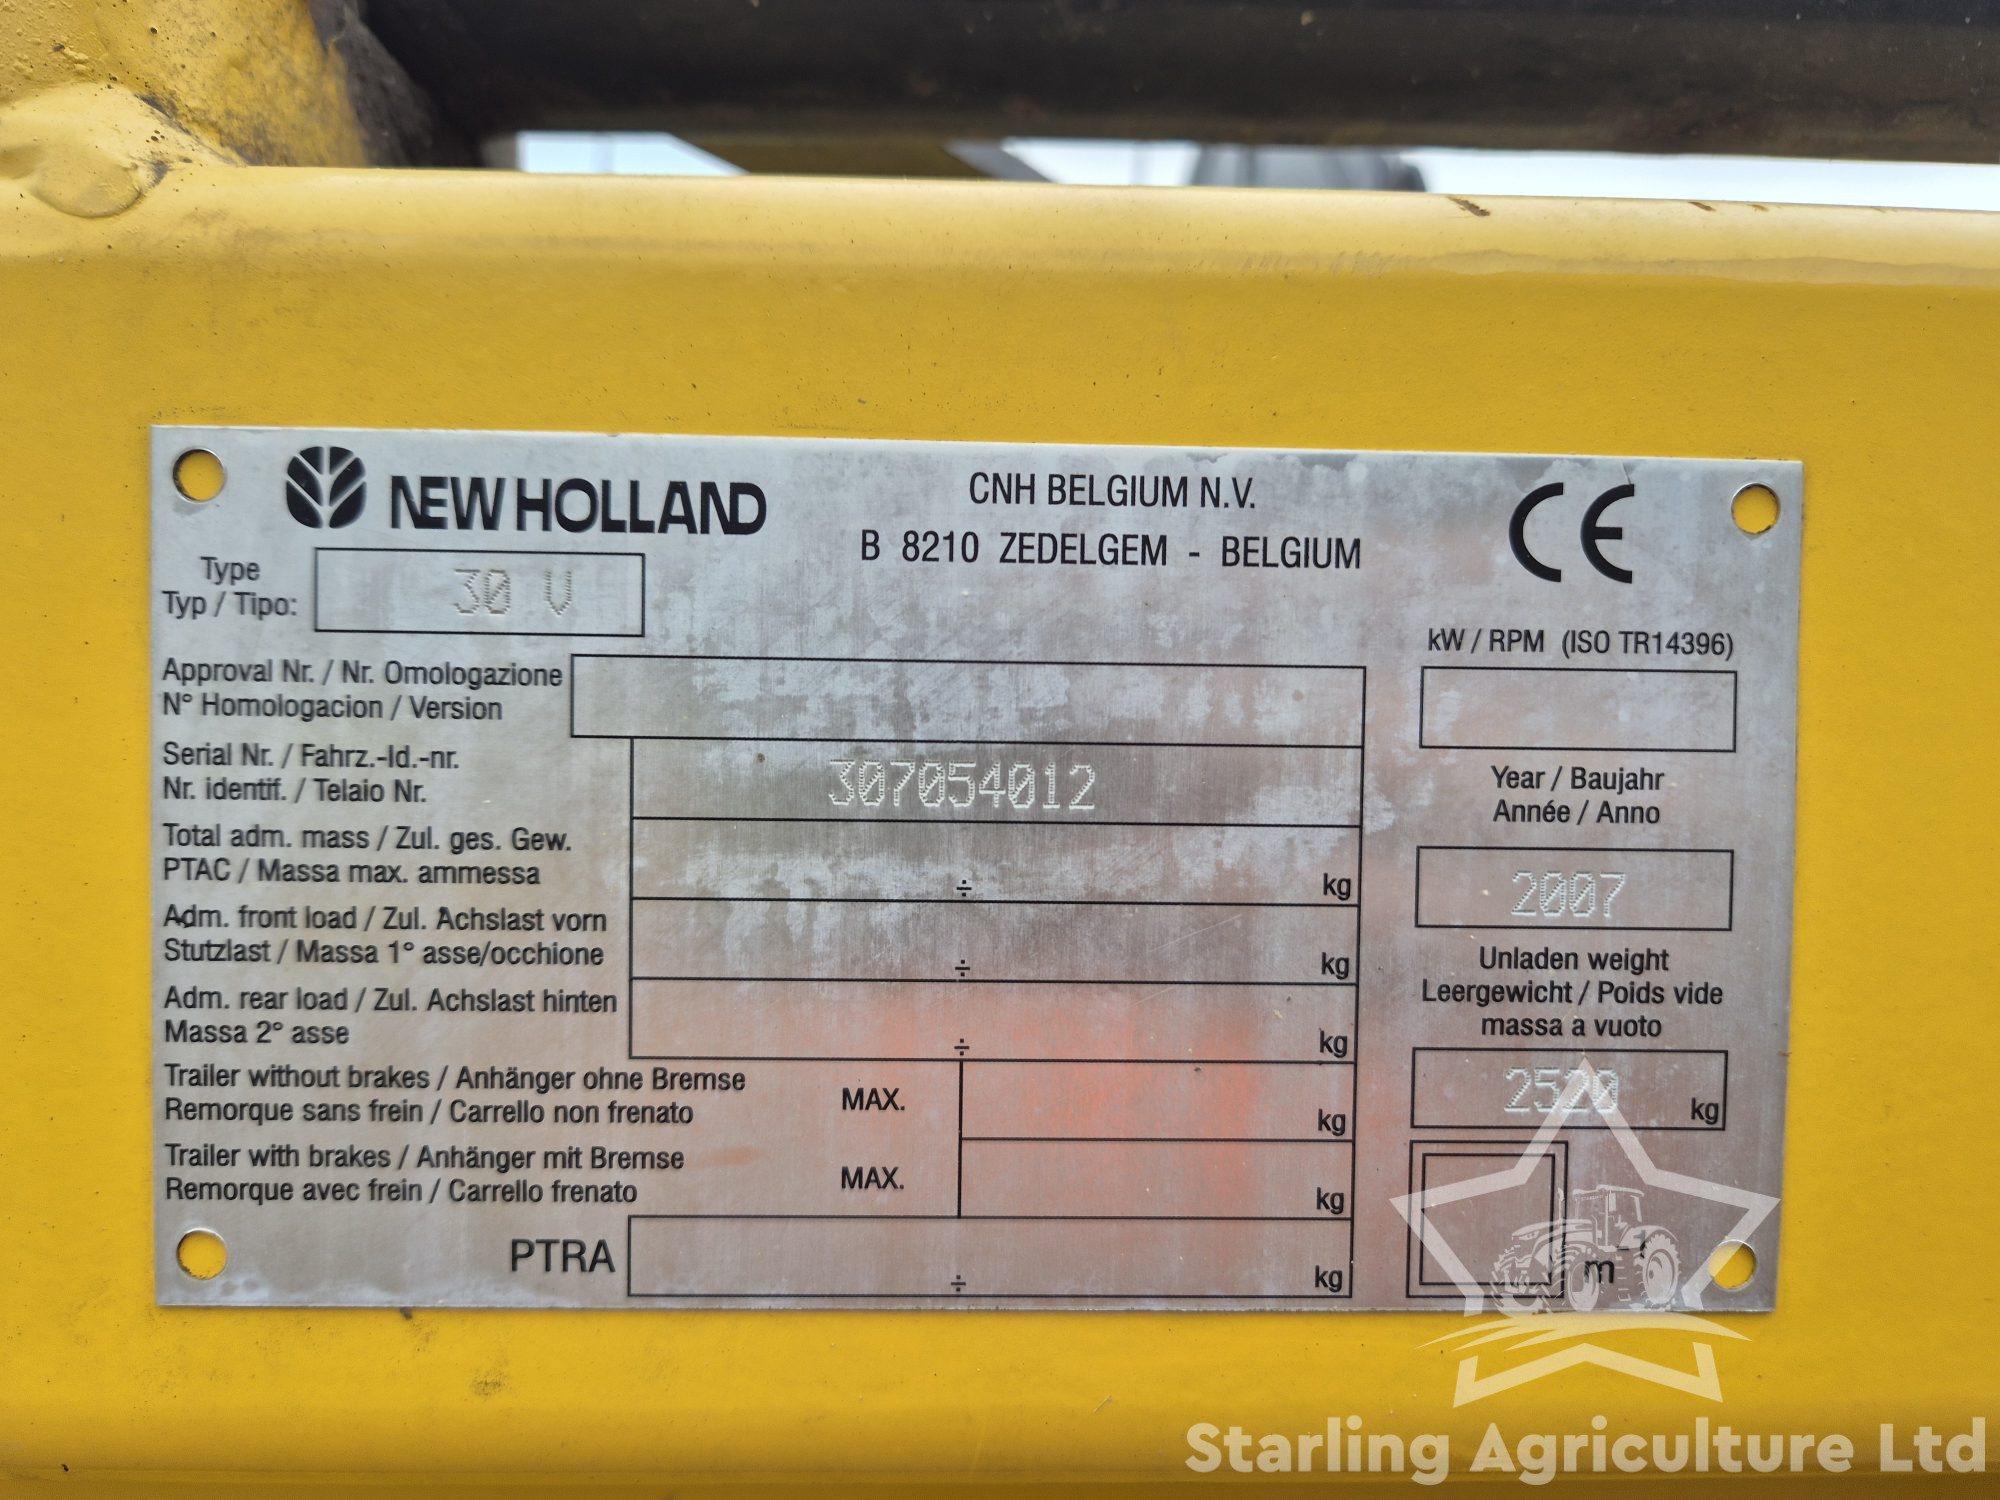 NEW HOLLAND
CNH BELGIUM N.V.
B 8210 ZEDELGEM - BELGIUM
CE
Type
Typ / Tipo:
30 V
kW / RPM (ISO TR14396)
Approval Nr. / Nr. Omologazione
N° Homologacion / Version
Serial Nr. / Fahrz.-Id.-nr.
Nr. identif. / Telaio Nr.
307054012
Year / Baujahr
Année / Anno
2007
Total adm. mass / Zul. ges. Gew.
PTAC / Massa max. ammessa
÷ kg
Adm. front load / Zul. Achslast vorn
Stutzlast / Massa 1° asse/occhione
÷ kg
Unladen weight
Leergewicht / Poids vide
massa a vuoto
2520 kg
Adm. rear load / Zul. Achslast hinten
Massa 2° asse
÷ kg
Trailer without brakes / Anhänger ohne Bremse
Remorque sans frein / Carrello non frenato
MAX. kg
Trailer with brakes / Anhänger mit Bremse
Remorque avec frein / Carrello frenato
MAX. kg
PTRA ÷ kg
m-1
Starling Agriculture Ltd